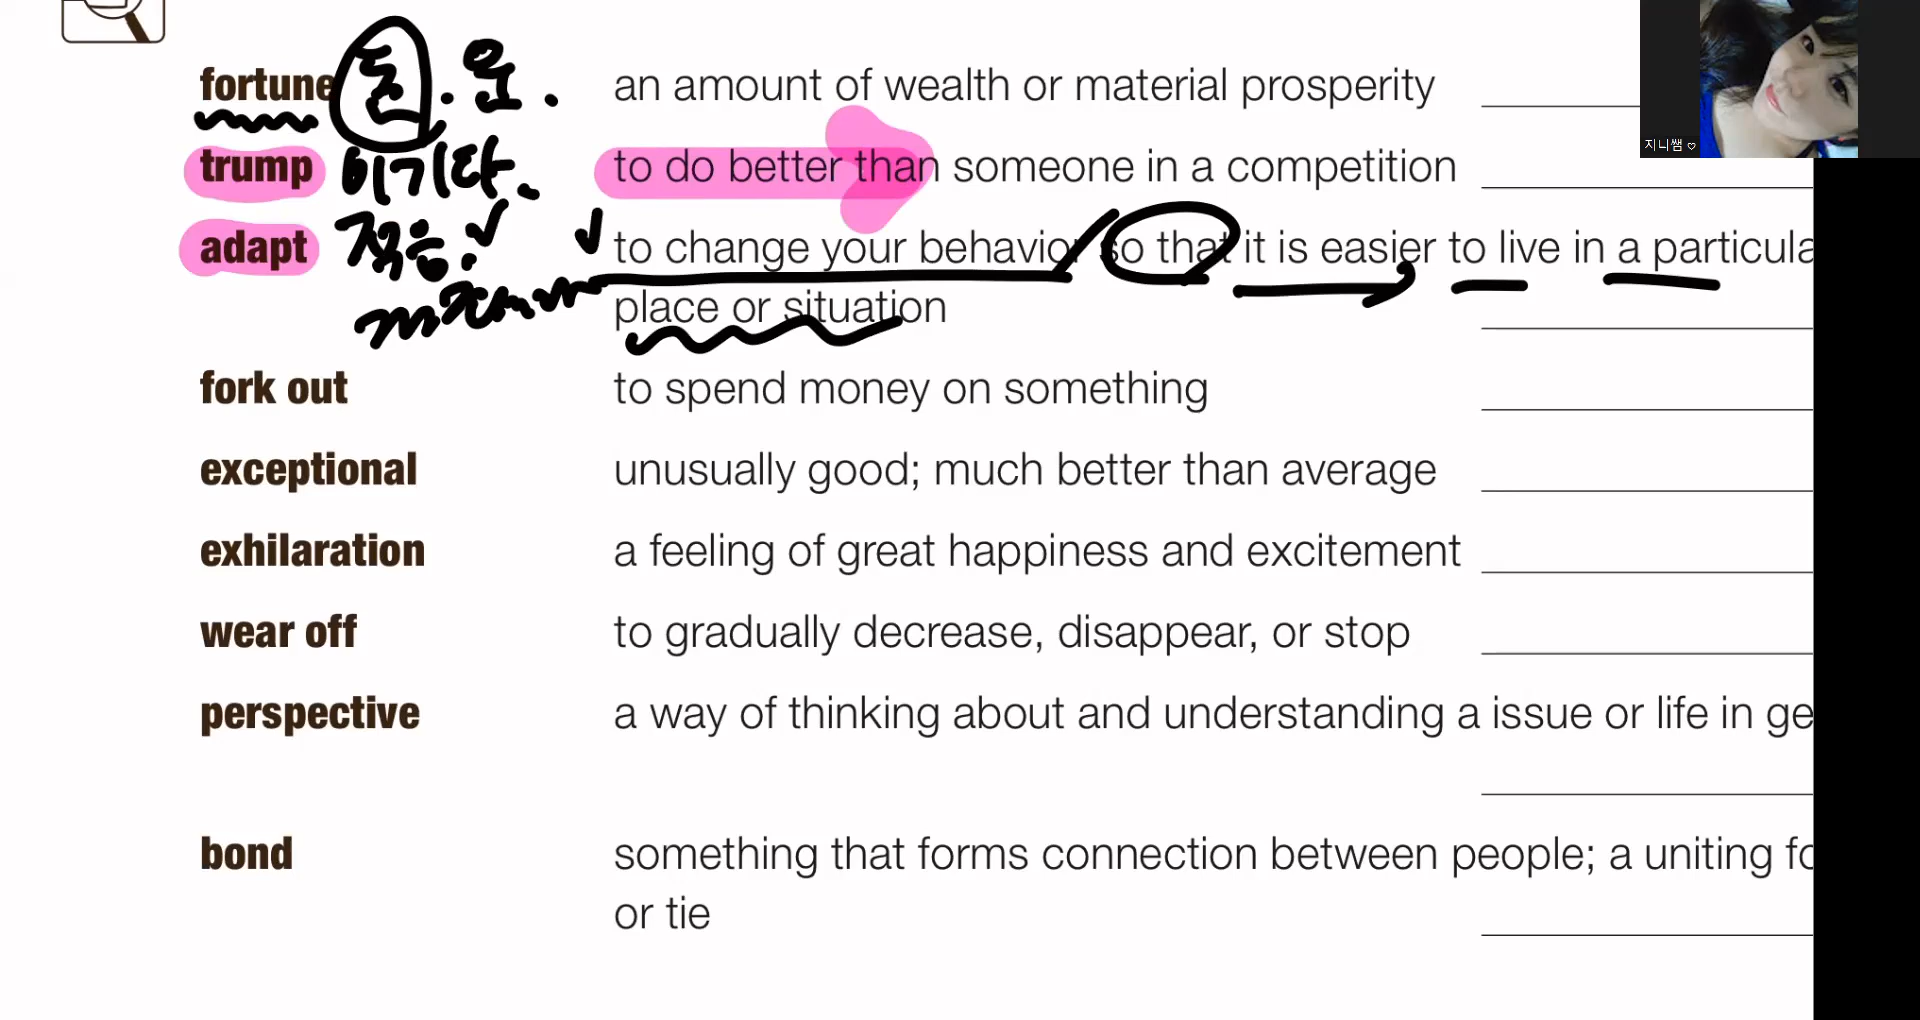 fortune 돈. 운. an amount of wealth or material prosperity
지니쌤 ♡
trump 이기다. to do better than someone in a competition
adapt 적응. to change your behavior so that it is easier to live in a particula
place or situation
fork out to spend money on something
exceptional unusually good; much better than average
exhilaration a feeling of great happiness and excitement
wear off to gradually decrease, disappear, or stop
perspective a way of thinking about and understanding a issue or life in ge
bond something that forms connection between people; a uniting fo
or tie